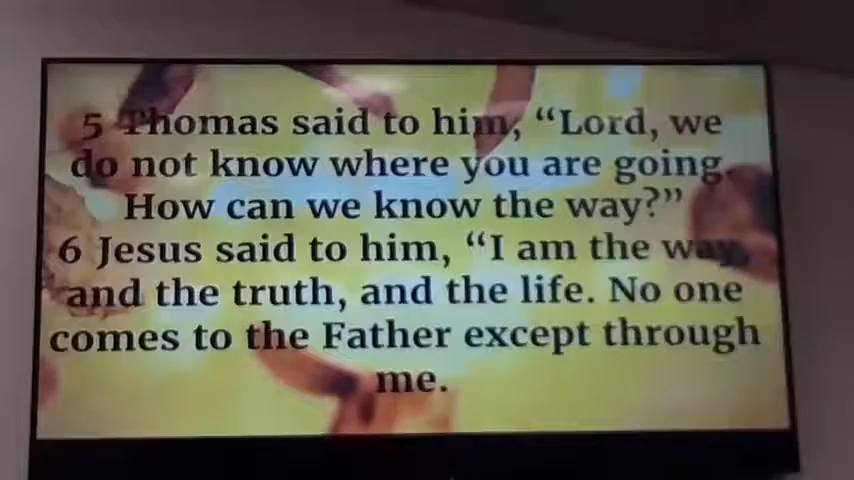 5 Thomas said to him, “Lord, we
do not know where you are going.
How can we know the way?”
6 Jesus said to him, “I am the way,
and the truth, and the life. No one
comes to the Father except through
me.